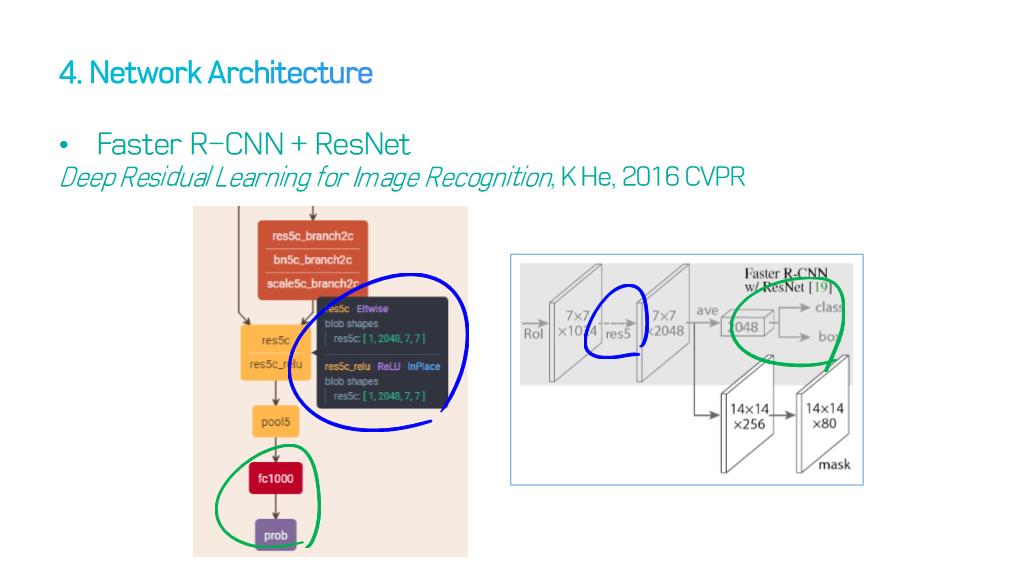 4. Network Architecture
• Faster R-CNN + ResNet
Deep Residual Learning for Image Recognition, K He, 2016 CVPR
res5c_branch2c
bn5c_branch2c
scale5c_branch2c
res5c Eltwise
blob shapes
res5c: [ 1, 2048, 7, 7 ]
res5c_relu ReLU InPlace
blob shapes
res5c: [ 1, 2048, 7, 7 ]
res5c
res5c_relu
pool5
fc1000
prob
Faster R-CNN
w/ ResNet [19]
RoI
7×7
×1024
res5
7×7
×2048
ave
2048
class
box
14×14
×256
14×14
×80
mask